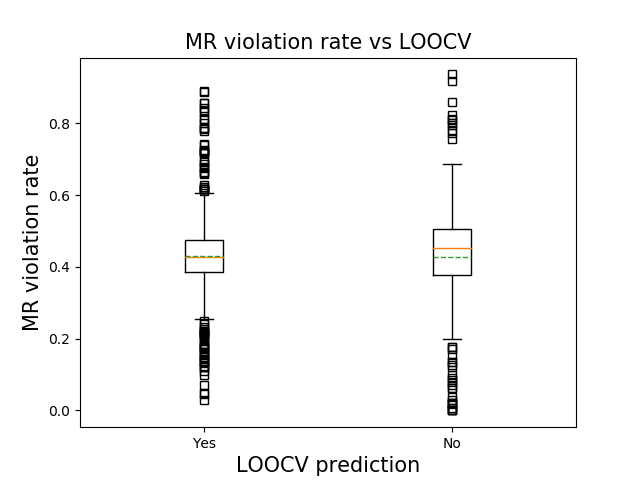 MR violation rate vs LOOCV
MR violation rate
0.8
0.6
0.4
0.2
0.0
Yes
No
LOOCV prediction